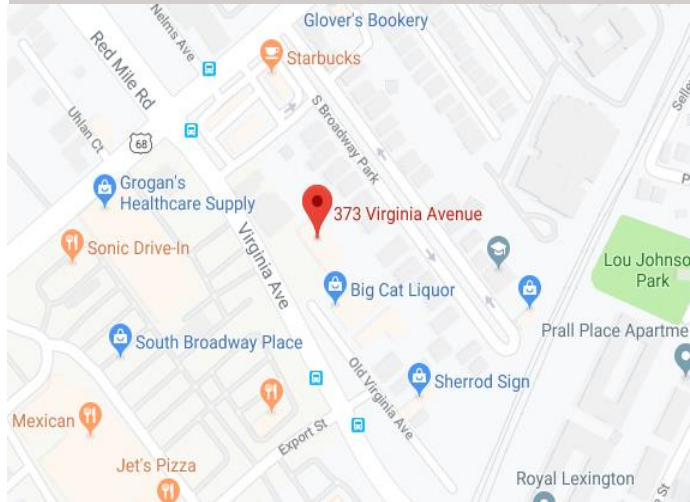 Glover's Bookery
Nelms Ave
Starbucks
Red Mile Rd
Uhlan Ct
68
S Broadway Park
Grogan's
Healthcare Supply
373 Virginia Avenue
Virginia Ave
Sonic Drive-In
Lou Johnso
Park
Big Cat Liquor
South Broadway Place
Prall Place Apartme
Old Virginia Ave
Sherrod Sign
Mexican
Export St
Jet's Pizza
Royal Lexington
St